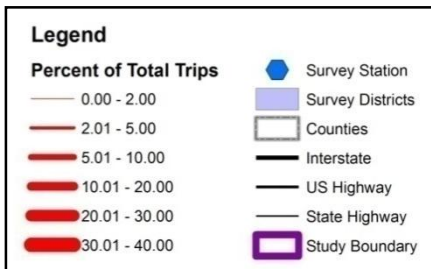 Legend
Percent of Total Trips
0.00 - 2.00
2.01 - 5.00
5.01 - 10.00
10.01 - 20.00
20.01 - 30.00
30.01 - 40.00
Survey Station
Survey Districts
Counties
Interstate
US Highway
State Highway
Study Boundary